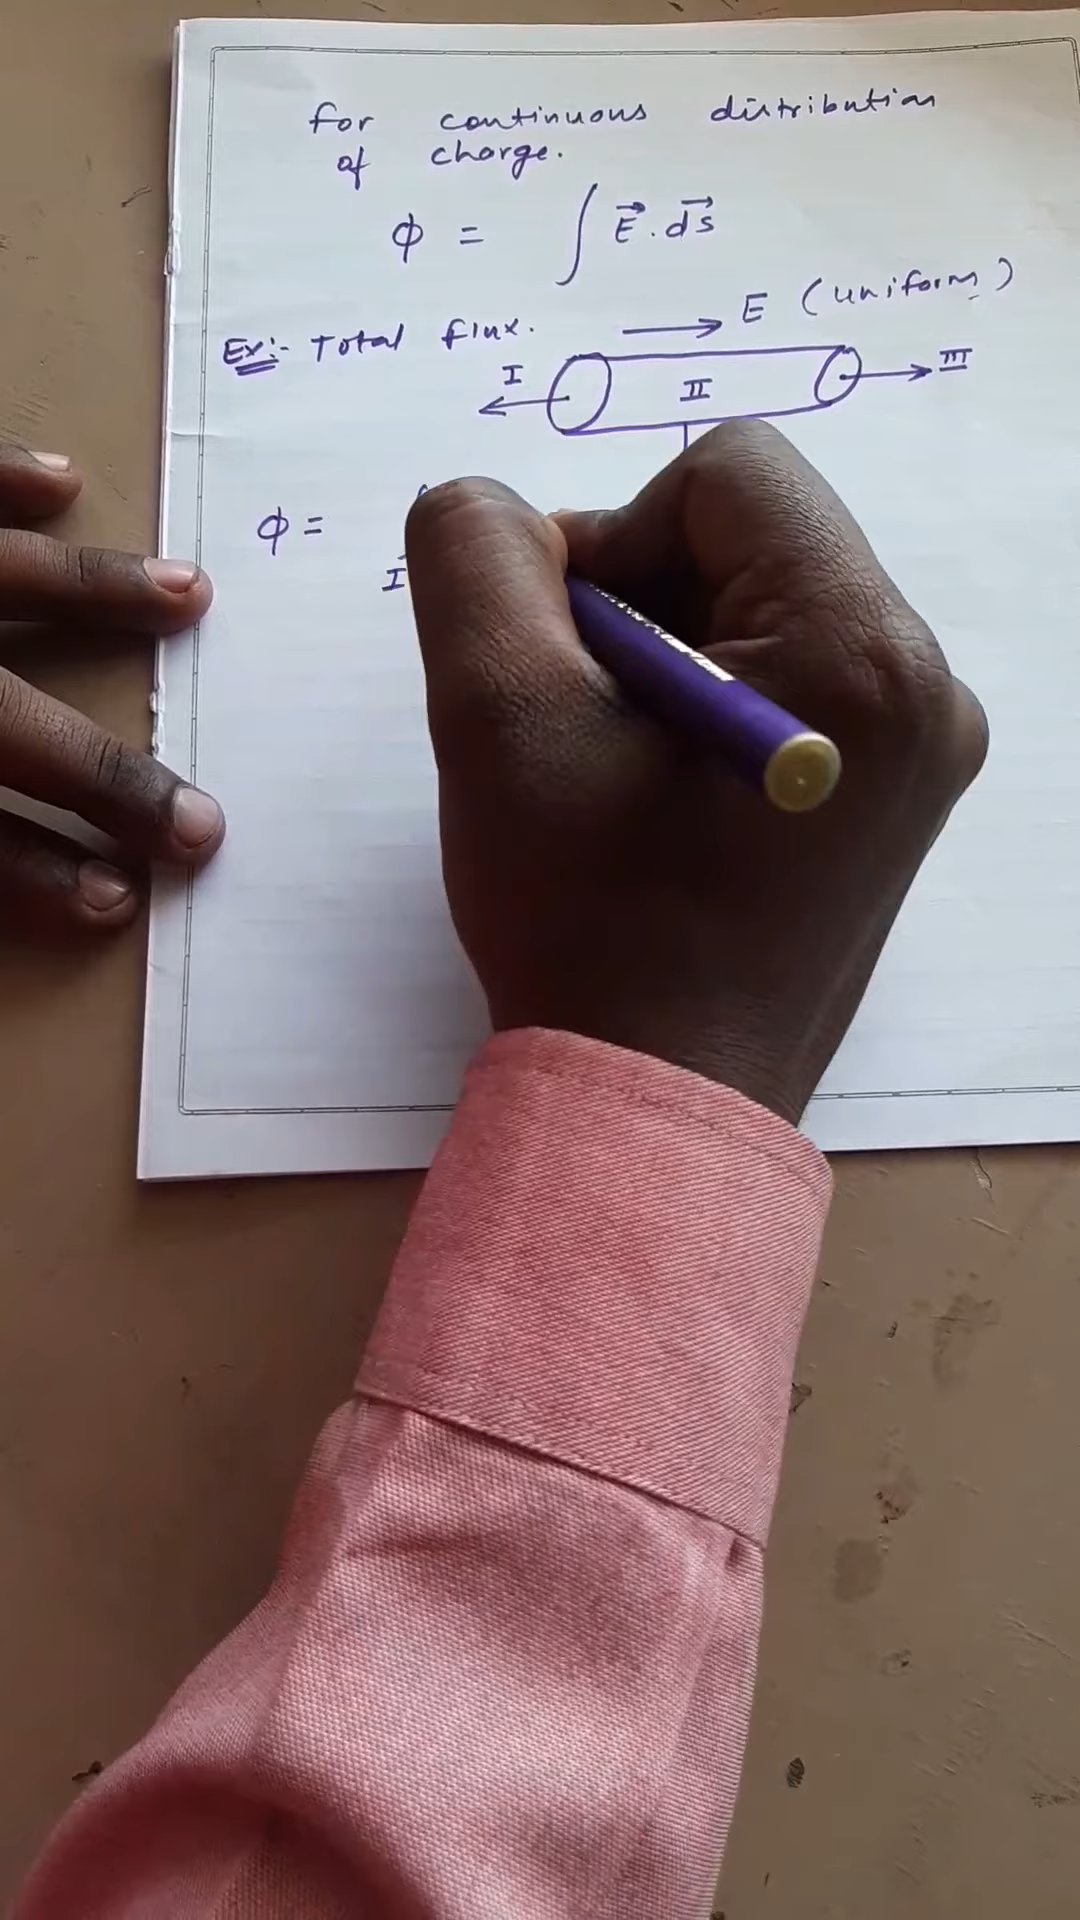 for continuous distribution
of charge.
ϕ = ∫ E⃗ . ds⃗
Ex:- Total flux.
E (uniform)
I
II
III
ϕ =
I